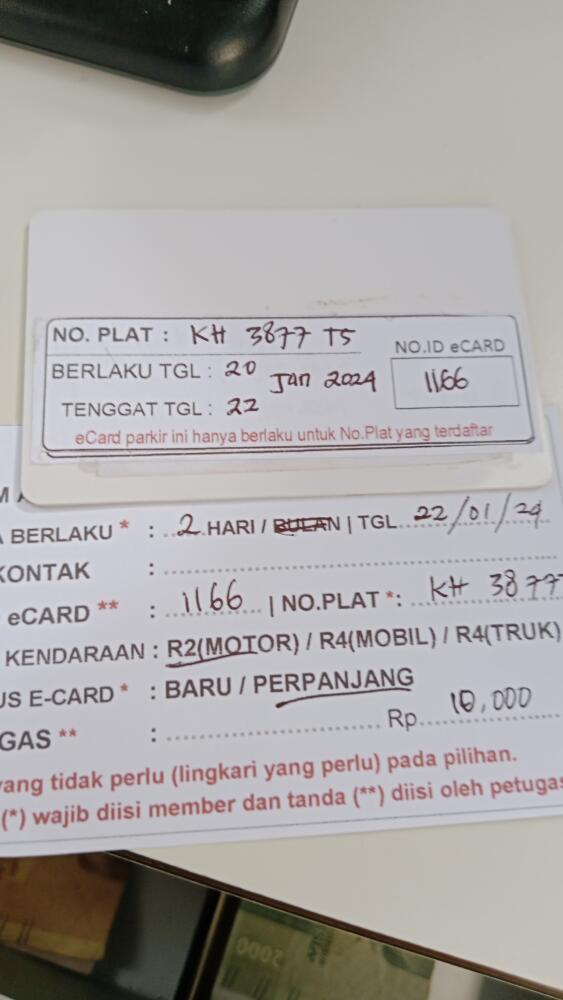 NO. PLAT : KH 3877 TS
NO.ID eCARD
BERLAKU TGL : 20 Jan 2024
1166
TENGGAT TGL : 22
eCard parkir ini hanya berlaku untuk No.Plat yang terdaftar
BERLAKU * : 2 HARI / BULAN | TGL 22/01/24
KONTAK :
eCARD ** : 1166 | NO.PLAT *: KH 3877
KENDARAAN : R2(MOTOR) / R4(MOBIL) / R4(TRUK)
US E-CARD * : BARU / PERPANJANG
GAS ** : Rp. 10,000
yang tidak perlu (lingkari yang perlu) pada pilihan.
(*) wajib diisi member dan tanda (**) diisi oleh petugas
2000